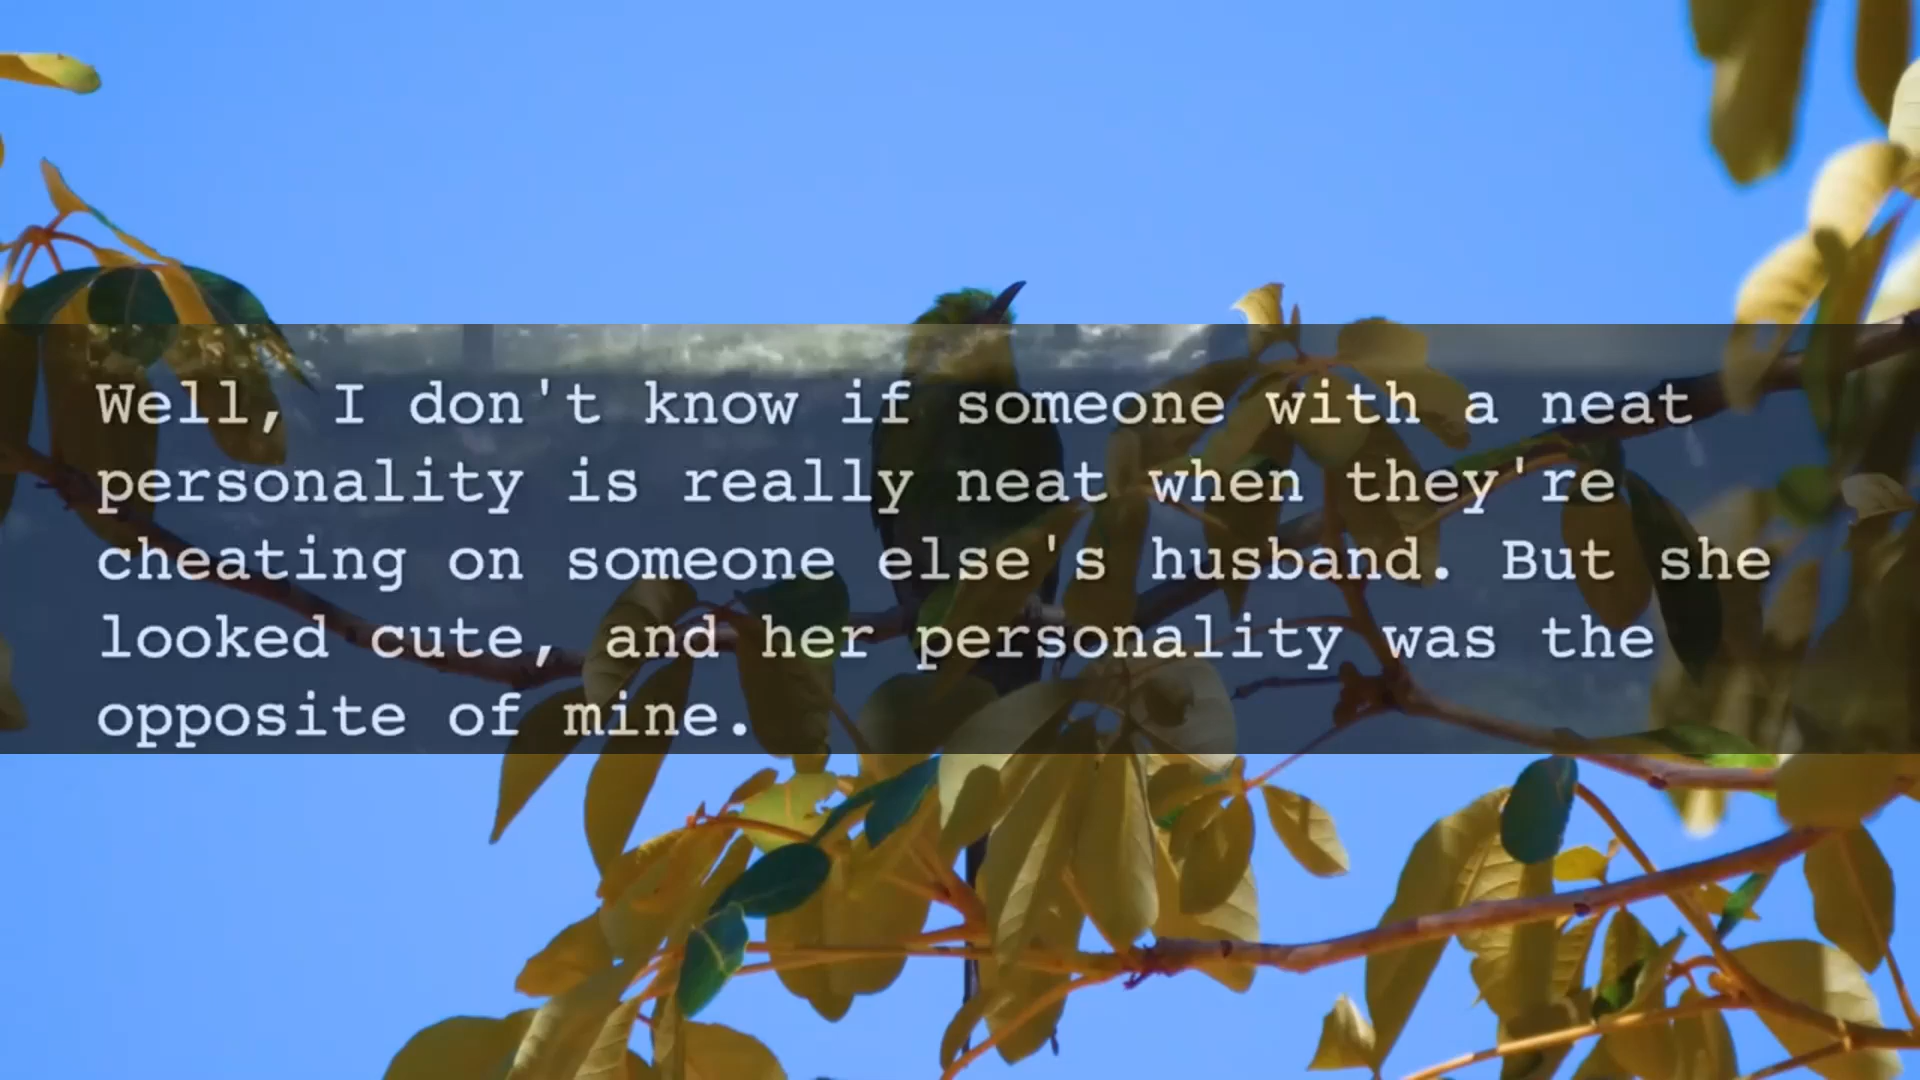 Well, I don't know if someone with a neat
personality is really neat when they're
cheating on someone else's husband. But she
looked cute, and her personality was the
opposite of mine.